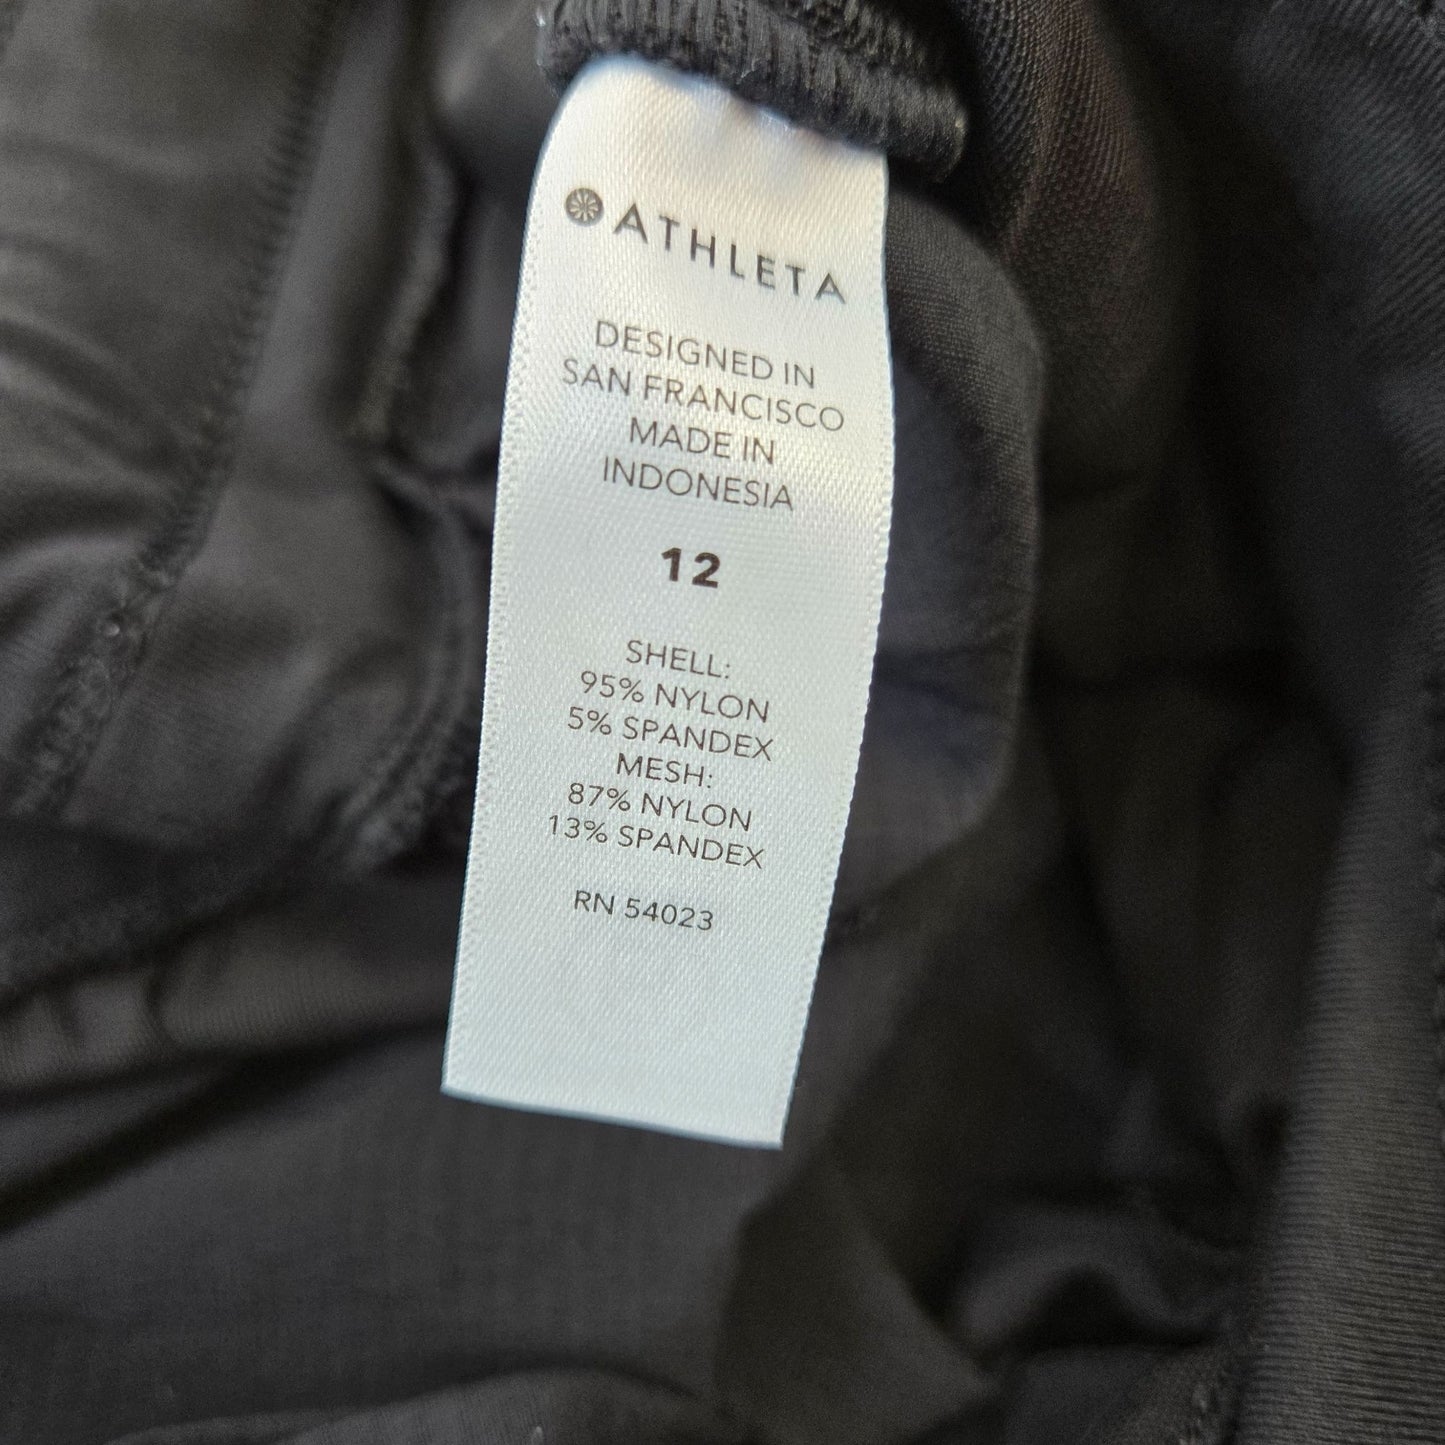 ATHLETA
DESIGNED IN
SAN FRANCISCO
MADE IN
INDONESIA
12
SHELL:
95% NYLON
5% SPANDEX
MESH:
87% NYLON
13% SPANDEX
RN 54023